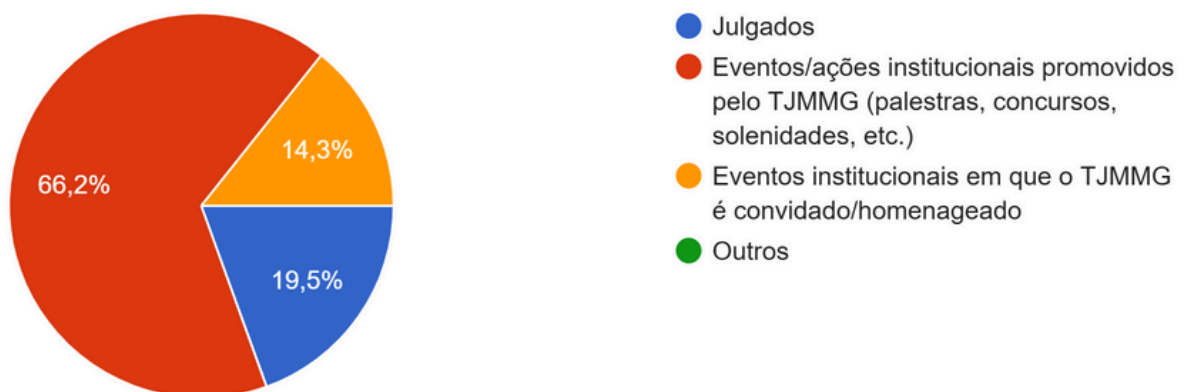 66,2%
14,3%
19,5%
Julgados
Eventos/ações institucionais promovidos
pelo TJMMG (palestras, concursos,
solenidades, etc.)
Eventos institucionais em que o TJMMG
é convidado/homenageado
Outros